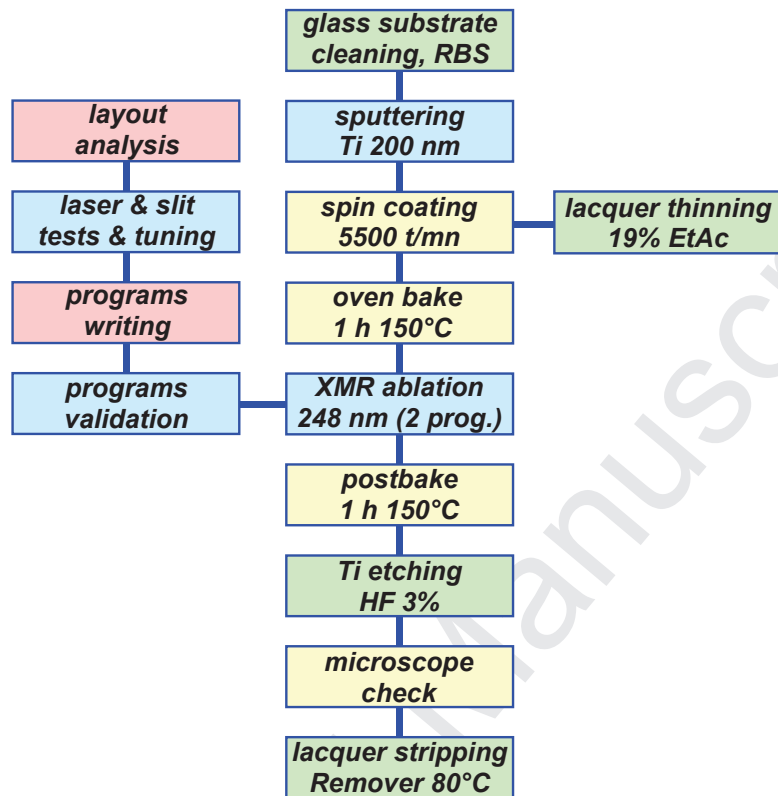 glass substrate
cleaning, RBS
layout
analysis
sputtering
Ti 200 nm
laser & slit
tests & tuning
spin coating
5500 t/mn
lacquer thinning
19% EtAc
programs
writing
oven bake
1 h 150°C
programs
validation
XMR ablation
248 nm (2 prog.)
postbake
1 h 150°C
Ti etching
HF 3%
microscope
check
lacquer stripping
Remover 80°C
Manuscr